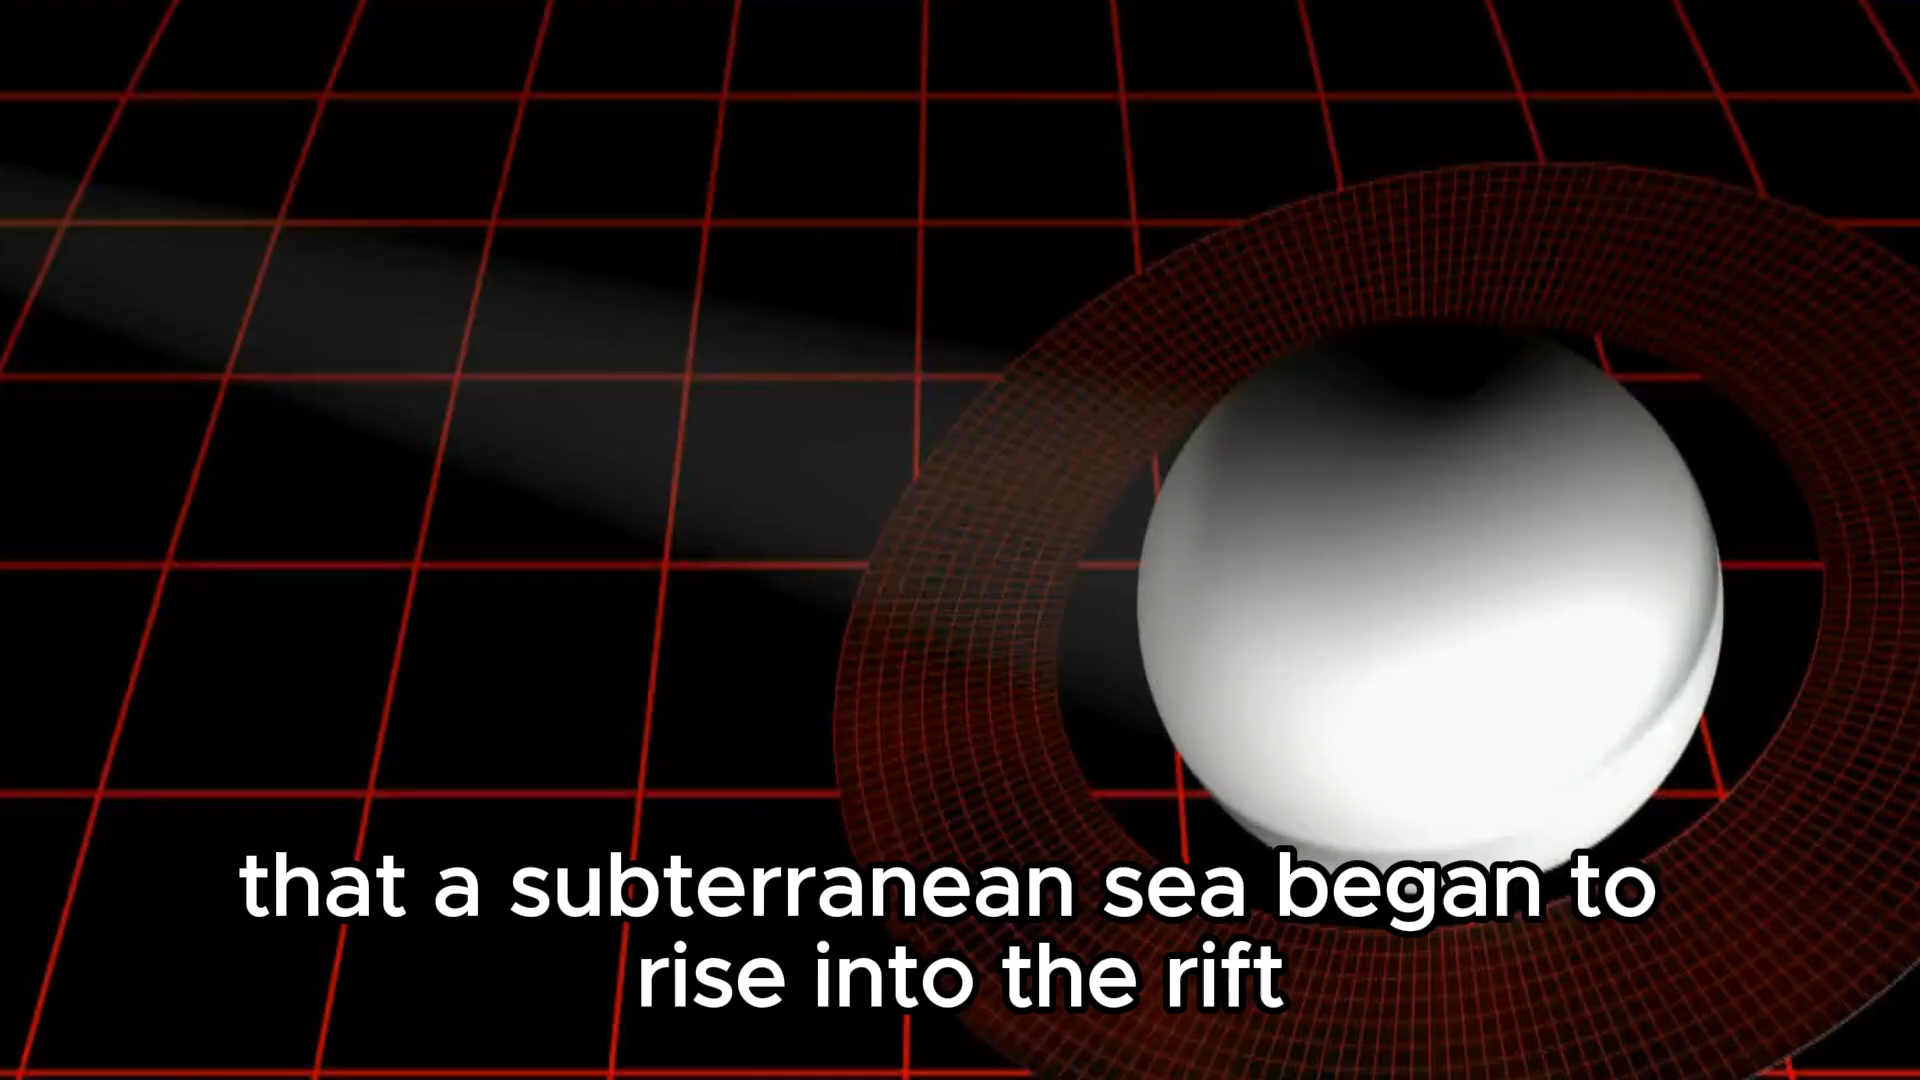 that a subterranean sea began to
rise into the rift